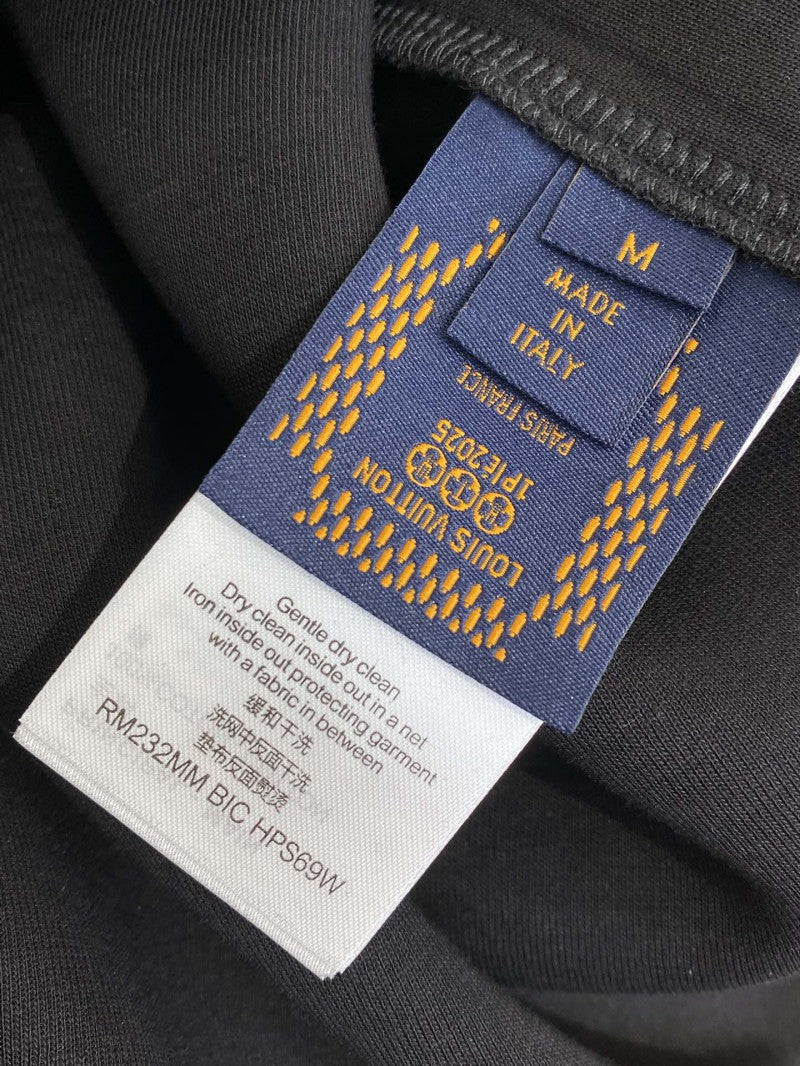 M
MADE
IN
ITALY
PARIS FRANCE
1PIE2025
LOUIS VUITTON
Gentle dry clean
Dry clean inside out in a net
Iron inside out protecting garment
with a fabric in between
缓和干洗
洗网中反面干洗
垫布反面熨烫
RM232MM BIC HPS69W